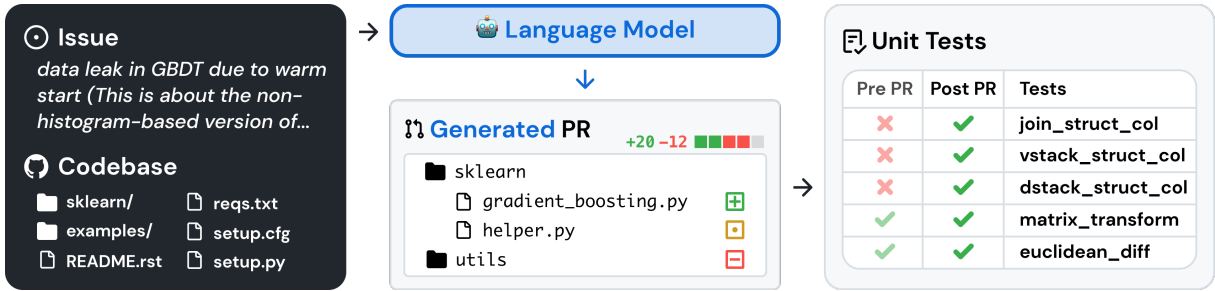 Issue
data leak in GBDT due to warm
start (This is about the non-
histogram-based version of...
Codebase
sklearn/ reqs.txt
examples/ setup.cfg
README.rst setup.py
Language Model
Generated PR
+20 -12
sklearn
gradient_boosting.py
helper.py
utils
Unit Tests
Pre PR Post PR Tests
join_struct_col
vstack_struct_col
dstack_struct_col
matrix_transform
euclidean_diff